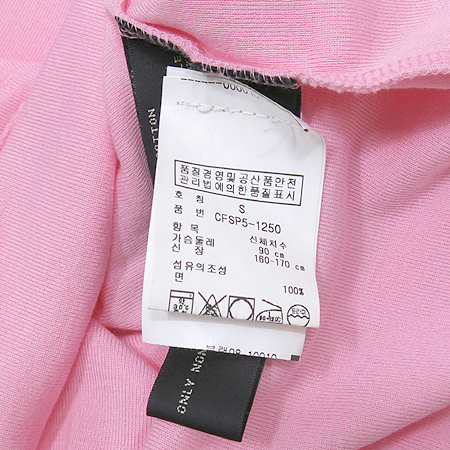 품질경영및공산품안전
관리법에의한품질표시
호 칭 S
품 번 CFSP5-1250
항 목 신체치수
가슴둘레 90 cm
신 장 160-170 cm
섬유의조성
면 100%
COTTON
ONLY NON